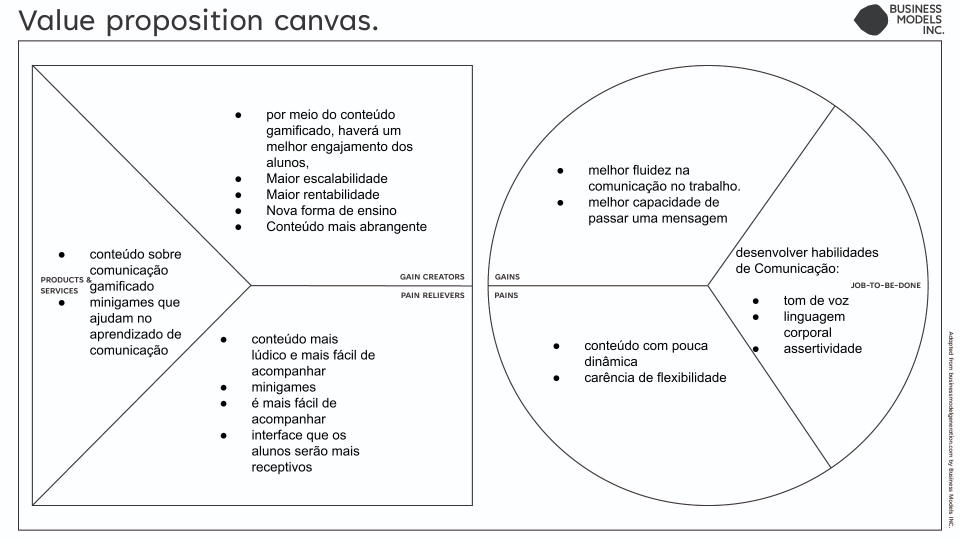 Value proposition canvas.
BUSINESS
MODELS
INC.
● por meio do conteúdo
gamificado, haverá um
melhor engajamento dos
alunos,
● Maior escalabilidade
● Maior rentabilidade
● Nova forma de ensino
● Conteúdo mais abrangente
● conteúdo sobre
comunicação
gamificado
● minigames que
ajudam no
aprendizado de
comunicação
PRODUCTS &
SERVICES
GAIN CREATORS
PAIN RELIEVERS
● conteúdo mais
lúdico e mais fácil de
acompanhar
● minigames
● é mais fácil de
acompanhar
● interface que os
alunos serão mais
receptivos
● melhor fluidez na
comunicação no trabalho.
● melhor capacidade de
passar uma mensagem
GAINS
PAINS
● conteúdo com pouca
dinâmica
● carência de flexibilidade
desenvolver habilidades
de Comunicação:
JOB-TO-BE-DONE
● tom de voz
● linguagem
corporal
● assertividade
Adapted from businessmodelgeneration.com by Business Models INC.